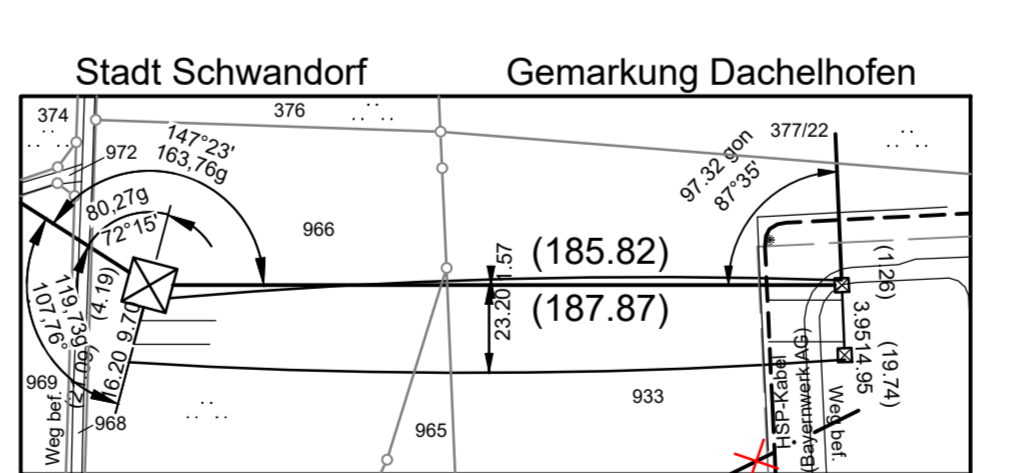 Stadt Schwandorf
Gemarkung Dachelhofen
374
376
377/22
972
147°23'
163,76g
97.32 gon
87°35'
80,27g
72°15'
966
1.57
(185.82)
(1.26)
(4.19)
119,73g
107,76°
9.70
23.20
(187.87)
3.95
14.95
(19.74)
16.20
969
933
968
965
Weg bef.
HSP-Kabel
(Bayernwerk AG)
Weg bef.